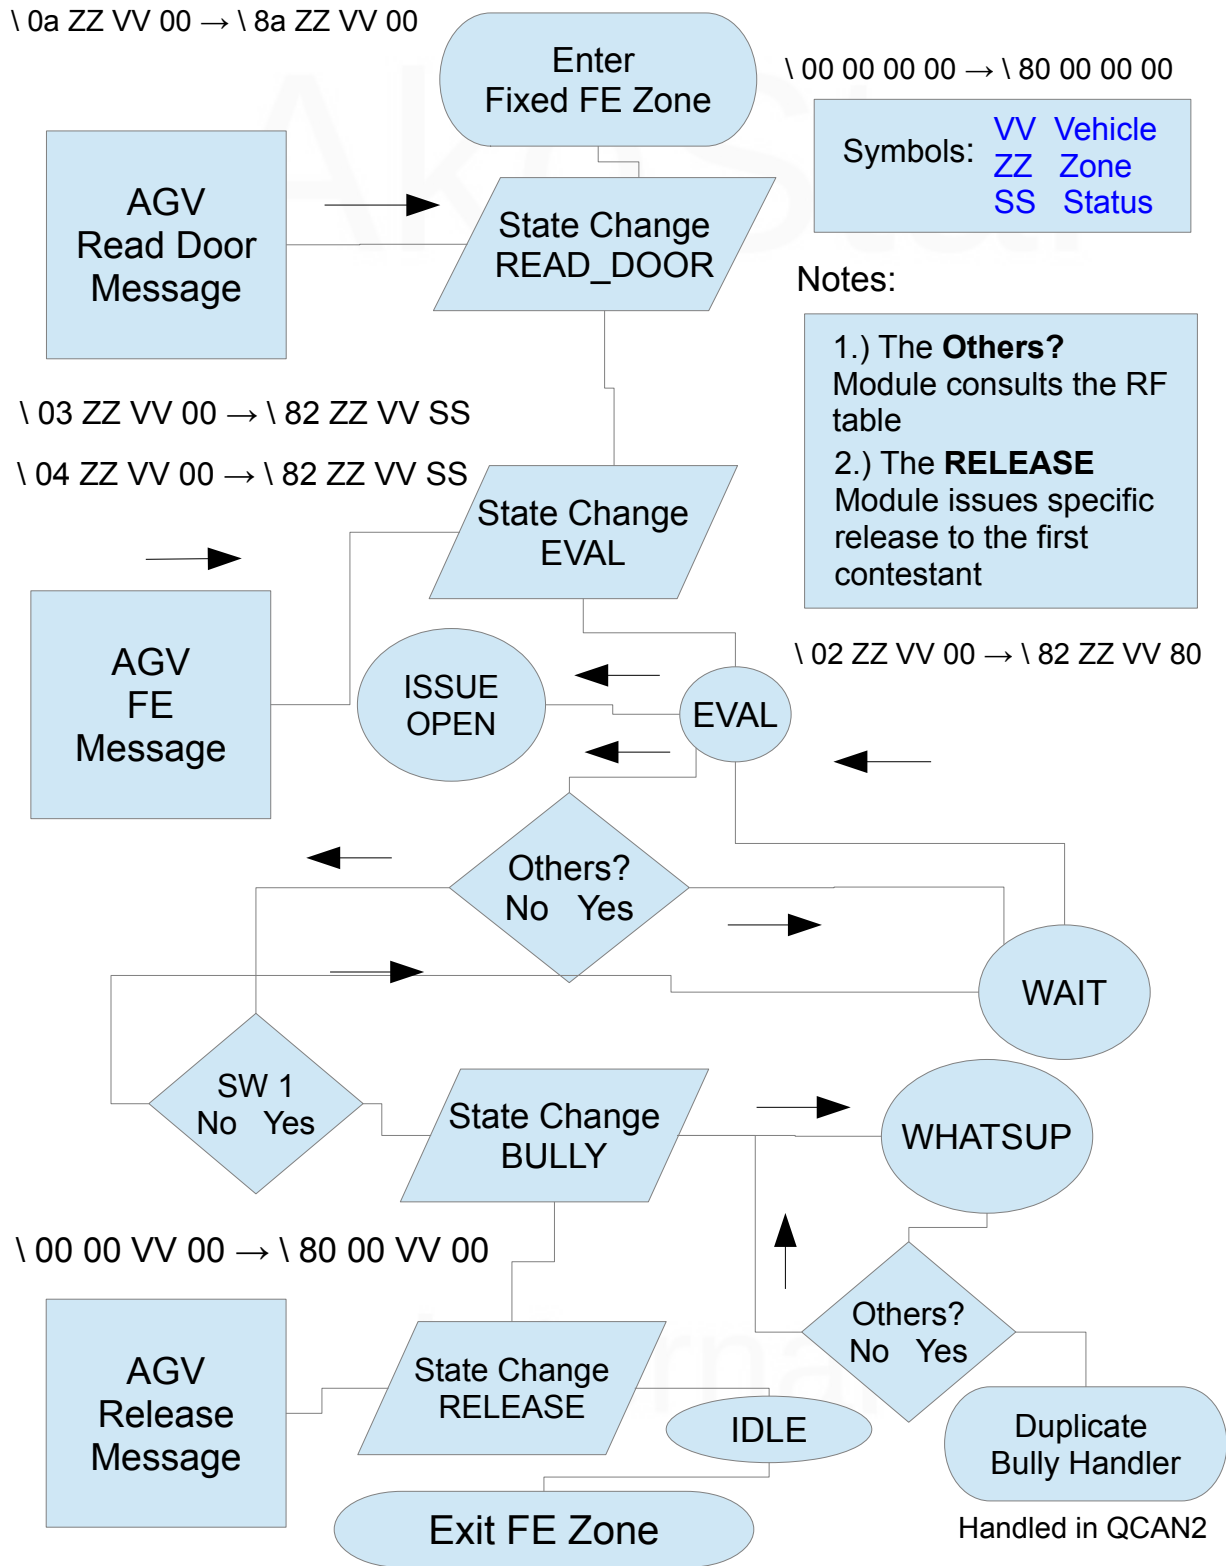 \ 0a ZZ VV 00 → \ 8a ZZ VV 00
Enter
Fixed FE Zone
\ 00 00 00 00 → \ 80 00 00 00
Symbols:
VV Vehicle
ZZ Zone
SS Status
AGV
Read Door
Message
State Change
READ_DOOR
Notes:
1.) The Others?
Module consults the RF
table
2.) The RELEASE
Module issues specific
release to the first
contestant
\ 03 ZZ VV 00 → \ 82 ZZ VV SS
\ 04 ZZ VV 00 → \ 82 ZZ VV SS
State Change
EVAL
AGV
FE
Message
ISSUE
OPEN
EVAL
\ 02 ZZ VV 00 → \ 82 ZZ VV 80
Others?
No Yes
WAIT
SW 1
No Yes
State Change
BULLY
WHATSUP
\ 00 00 VV 00 → \ 80 00 VV 00
Others?
No Yes
AGV
Release
Message
State Change
RELEASE
IDLE
Duplicate
Bully Handler
Exit FE Zone
Handled in QCAN2